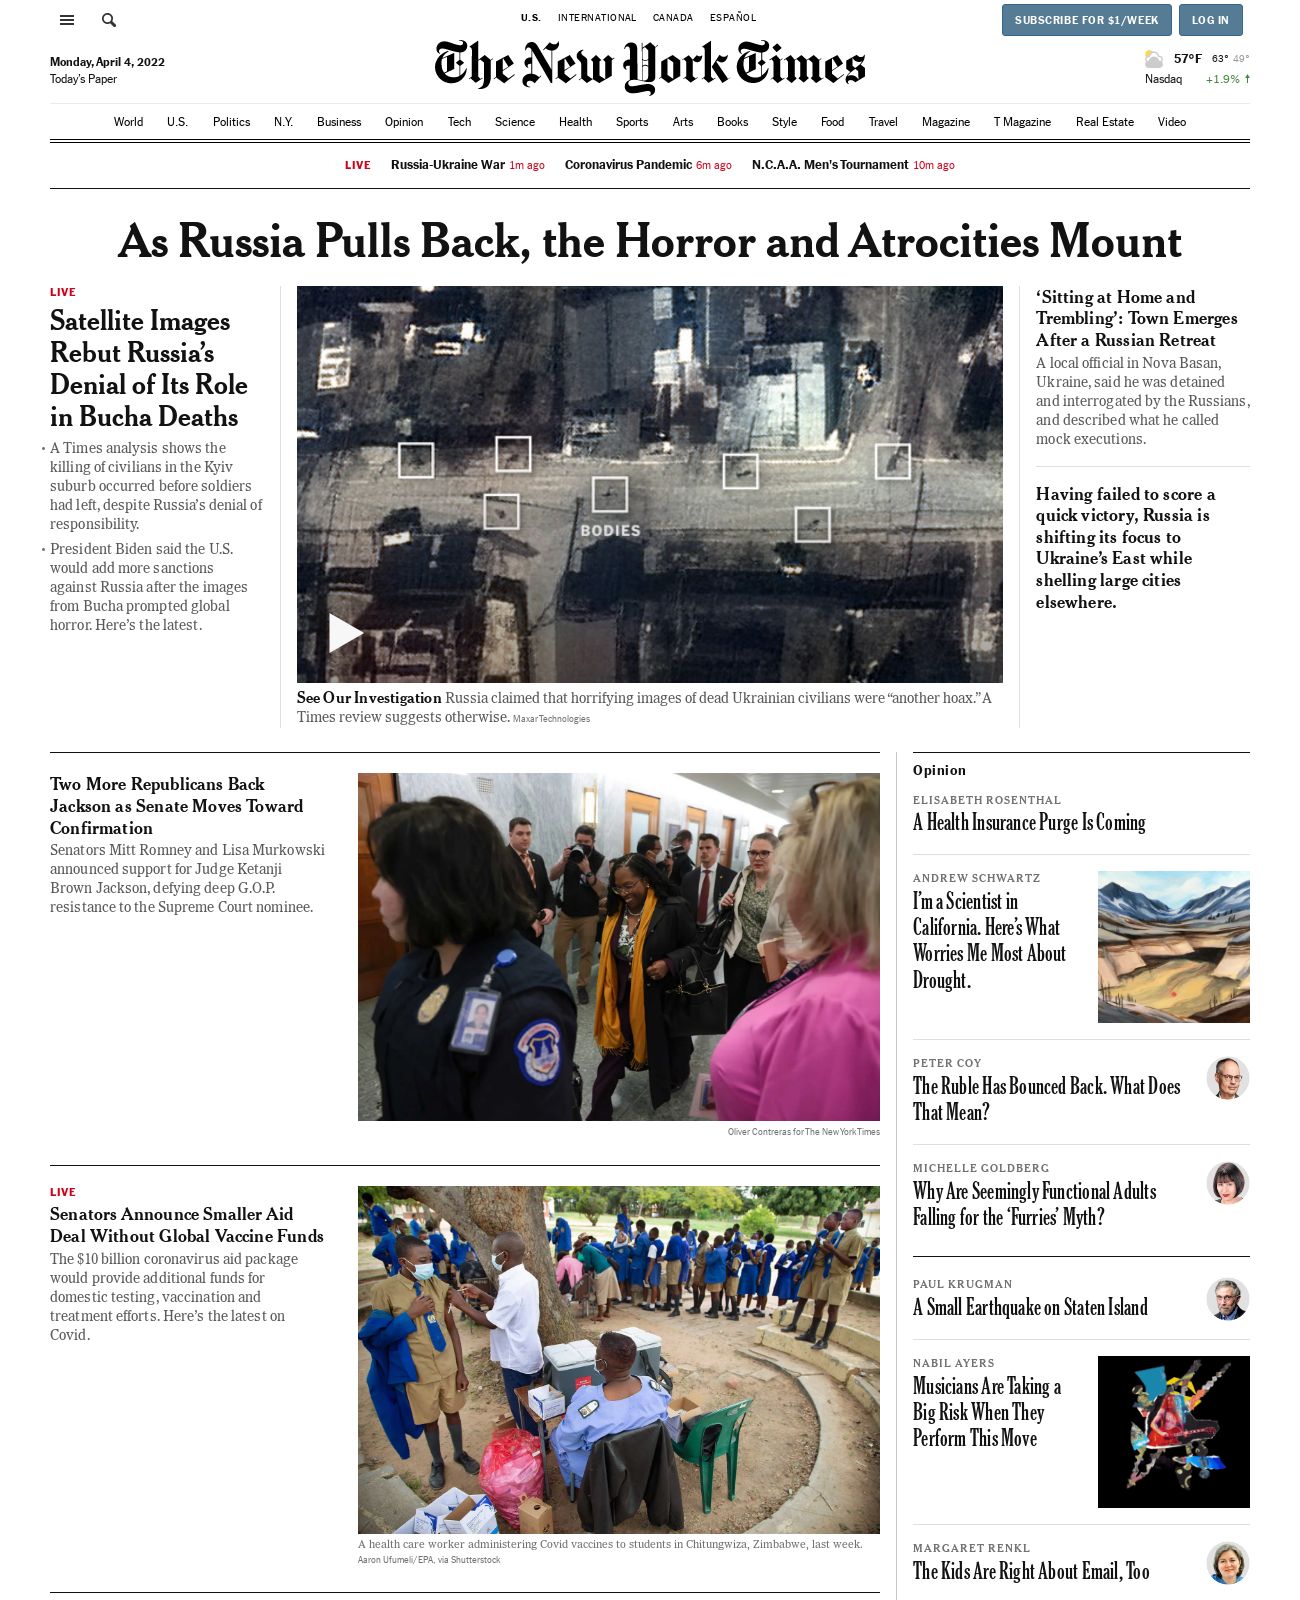 U.S. INTERNATIONAL CANADA ESPAÑOL
SUBSCRIBE FOR $1/WEEK LOG IN
Monday, April 4, 2022
Today's Paper
The New York Times
57°F 63° 49°
Nasdaq +1.9% ↑
World U.S. Politics N.Y. Business Opinion Tech Science Health Sports Arts Books Style Food Travel Magazine T Magazine Real Estate Video
LIVE Russia-Ukraine War 1m ago Coronavirus Pandemic 6m ago N.C.A.A. Men's Tournament 10m ago
As Russia Pulls Back, the Horror and Atrocities Mount
LIVE
Satellite Images
Rebut Russia’s
Denial of Its Role
in Bucha Deaths
• A Times analysis shows the
killing of civilians in the Kyiv
suburb occurred before soldiers
had left, despite Russia’s denial of
responsibility.
• President Biden said the U.S.
would add more sanctions
against Russia after the images
from Bucha prompted global
horror. Here’s the latest.
BODIES
See Our Investigation Russia claimed that horrifying images of dead Ukrainian civilians were “another hoax.” A
Times review suggests otherwise. Maxar Technologies
‘Sitting at Home and
Trembling’: Town Emerges
After a Russian Retreat
A local official in Nova Basan,
Ukraine, said he was detained
and interrogated by the Russians,
and described what he called
mock executions.
Having failed to score a
quick victory, Russia is
shifting its focus to
Ukraine’s East while
shelling large cities
elsewhere.
Two More Republicans Back
Jackson as Senate Moves Toward
Confirmation
Senators Mitt Romney and Lisa Murkowski
announced support for Judge Ketanji
Brown Jackson, defying deep G.O.P.
resistance to the Supreme Court nominee.
Oliver Contreras for The New York Times
LIVE
Senators Announce Smaller Aid
Deal Without Global Vaccine Funds
The $10 billion coronavirus aid package
would provide additional funds for
domestic testing, vaccination and
treatment efforts. Here’s the latest on
Covid.
A health care worker administering Covid vaccines to students in Chitungwiza, Zimbabwe, last week.
Aaron Ufumeli/EPA, via Shutterstock
Opinion
ELISABETH ROSENTHAL
A Health Insurance Purge Is Coming
ANDREW SCHWARTZ
I’m a Scientist in
California. Here’s What
Worries Me Most About
Drought.
PETER COY
The Ruble Has Bounced Back. What Does
That Mean?
MICHELLE GOLDBERG
Why Are Seemingly Functional Adults
Falling for the ‘Furries’ Myth?
PAUL KRUGMAN
A Small Earthquake on Staten Island
NABIL AYERS
Musicians Are Taking a
Big Risk When They
Perform This Move
MARGARET RENKL
The Kids Are Right About Email, Too